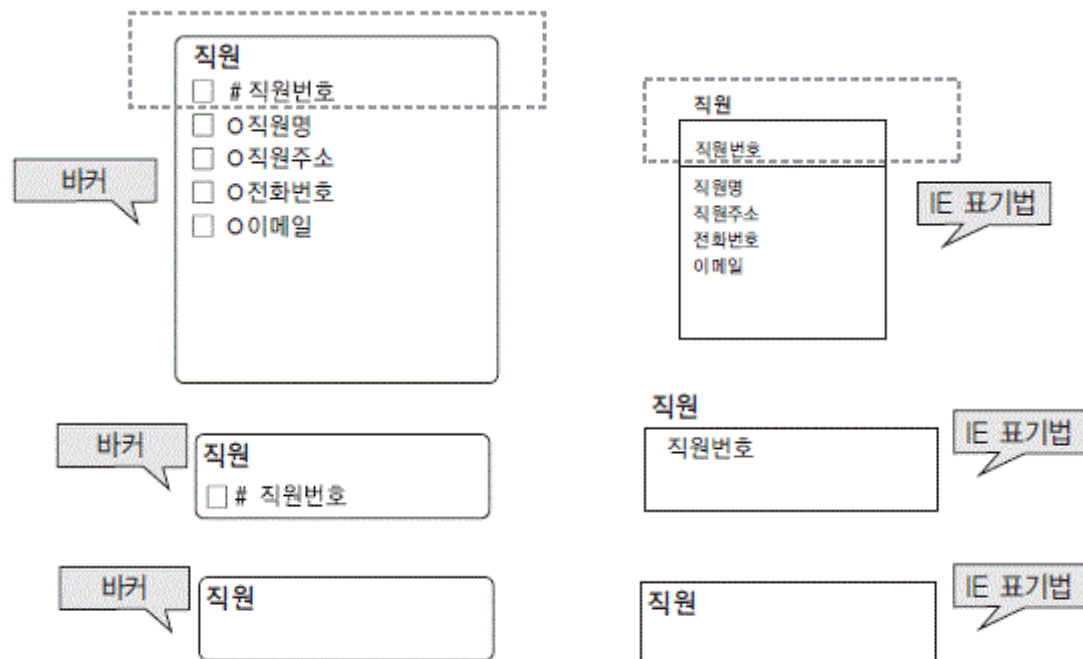 바커
직원
# 직원번호
O 직원명
O 직원주소
O 전화번호
O 이메일
직원
직원번호
직원명
직원주소
전화번호
이메일
IE 표기법
바커
직원
# 직원번호
직원
직원번호
IE 표기법
바커
직원
직원
IE 표기법